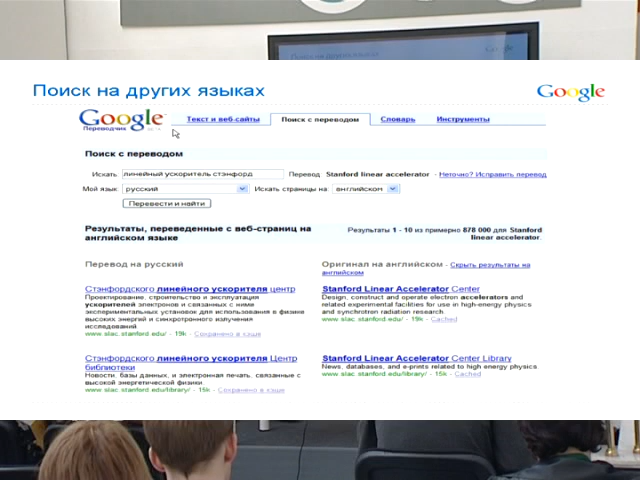 Поиск на других языках
Google
Google
Переводчик
Текст и веб-сайты
Поиск с переводом
Словарь
Инструменты
Поиск с переводом
Искать: линейный ускоритель стэнфорд Перевод: Stanford linear accelerator - Неточно? Исправить перевод
Мой язык: русский Искать страницы на: английском
Перевести и найти
Результаты, переведенные с веб-страниц на
английском языке
Результаты 1 - 10 из примерно 878 000 для Stanford
linear accelerator.
Перевод на русский
Оригинал на английском - Скрыть результаты на
английском
Стэнфордского линейного ускорителя центр
Проектирование, строительство и эксплуатация
ускорителей электронов и связанных с ними
экспериментальных установок для использования в физике
высоких энергий и синхротронного излучения
исследований.
www.slac.stanford.edu/ - 19k - Сохранено в кэше
Stanford Linear Accelerator Center
Design, construct and operate electron accelerators and
related experimental facilities for use in high-energy physics
and synchrotron radiation research.
www.slac.stanford.edu/ - 19k - Cached
Стэнфордского линейного ускорителя Центр
библиотеки
Новости, базы данных, и электронная печать, связанные с
высокой энергетической физики.
www.slac.stanford.edu/library/ - 15k - Сохранено в кэше
Stanford Linear Accelerator Center Library
News, databases, and e-prints related to high energy physics.
www.slac.stanford.edu/library/ - 15k - Cached